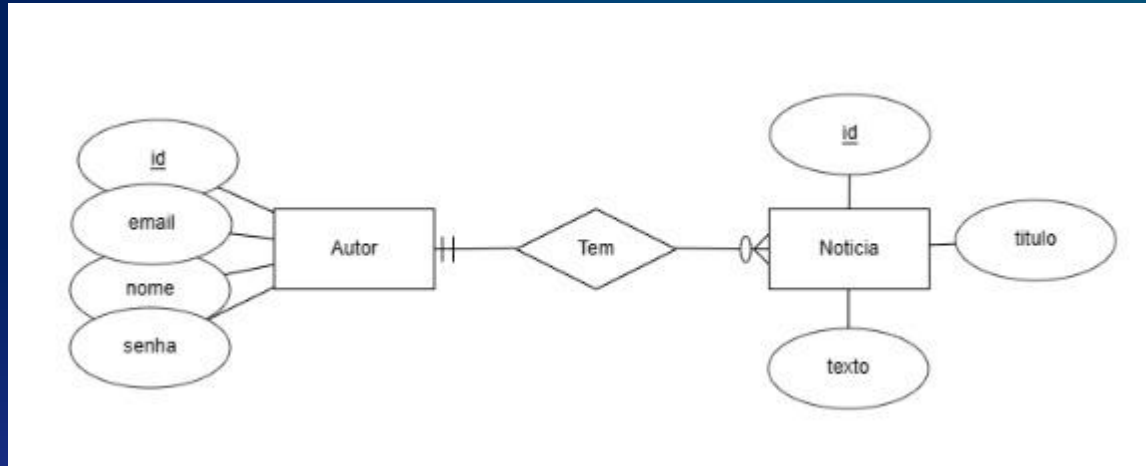 id
email
nome
senha
Autor
Tem
id
Noticia
titulo
texto